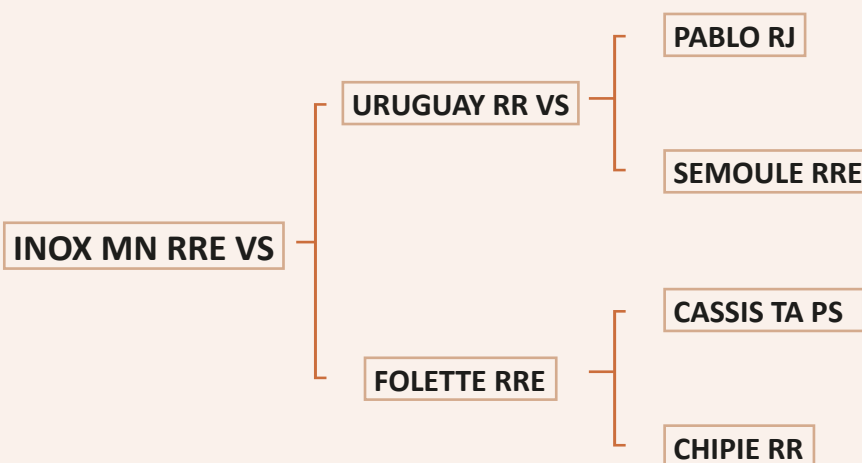 PABLO RJ
URUGUAY RR VS
SEMOULE RRE
INOX MN RRE VS
CASSIS TA PS
FOLETTE RRE
CHIPIE RR